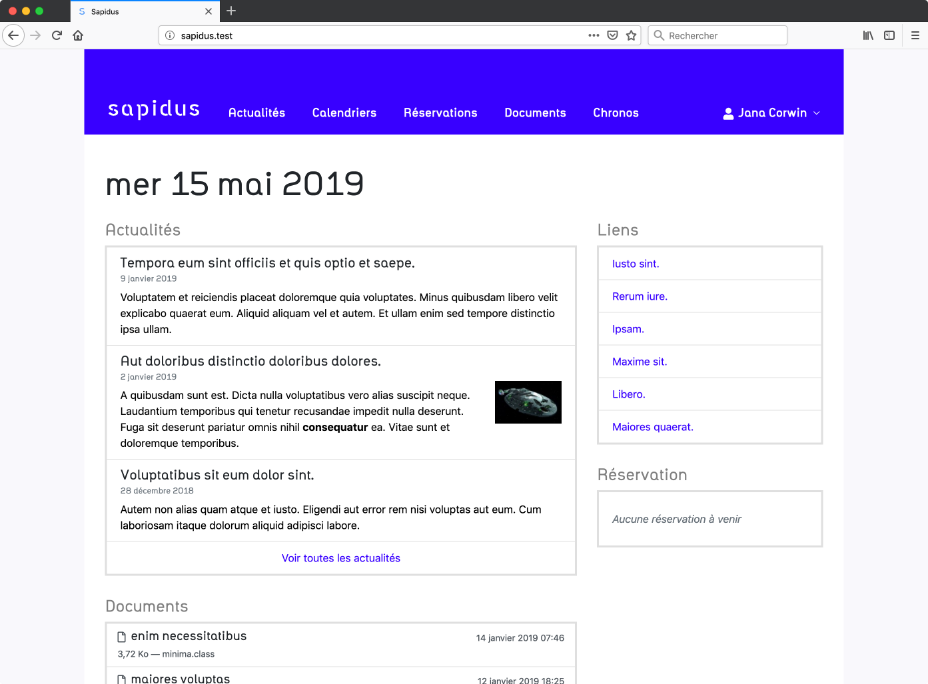 Sapidus
sapidus.test
Rechercher
sapidus
Actualités
Calendriers
Réservations
Documents
Chronos
Jana Corwin
mer 15 mai 2019
Actualités
Tempora eum sint officiis et quis optio et saepe.
9 janvier 2019
Voluptatem et reiciendis placeat doloremque quia voluptates. Minus quibusdam libero velit
explicabo quaerat eum. Aliquid aliquam vel et autem. Et ullam enim sed tempore distinctio
ipsa ullam.
Aut doloribus distinctio doloribus dolores.
2 janvier 2019
A quibusdam sunt est. Dicta nulla voluptatibus vero alias suscipit neque.
Laudantium temporibus qui tenetur recusandae impedit nulla deserunt.
Fuga sit deserunt pariatur omnis nihil consequatur ea. Vitae sunt et
doloremque temporibus.
Voluptatibus sit eum dolor sint.
28 décembre 2018
Autem non alias quam atque et iusto. Eligendi aut error rem nisi voluptas aut eum. Cum
laboriosam itaque dolorum aliquid adipisci labore.
Voir toutes les actualités
Liens
Iusto sint.
Rerum iure.
Ipsam.
Maxime sit.
Libero.
Maiores quaerat.
Réservation
Aucune réservation à venir
Documents
enim necessitatibus
14 janvier 2019 07:46
3,72 Ko — minima.class
maiores voluptas
12 janvier 2019 18:25